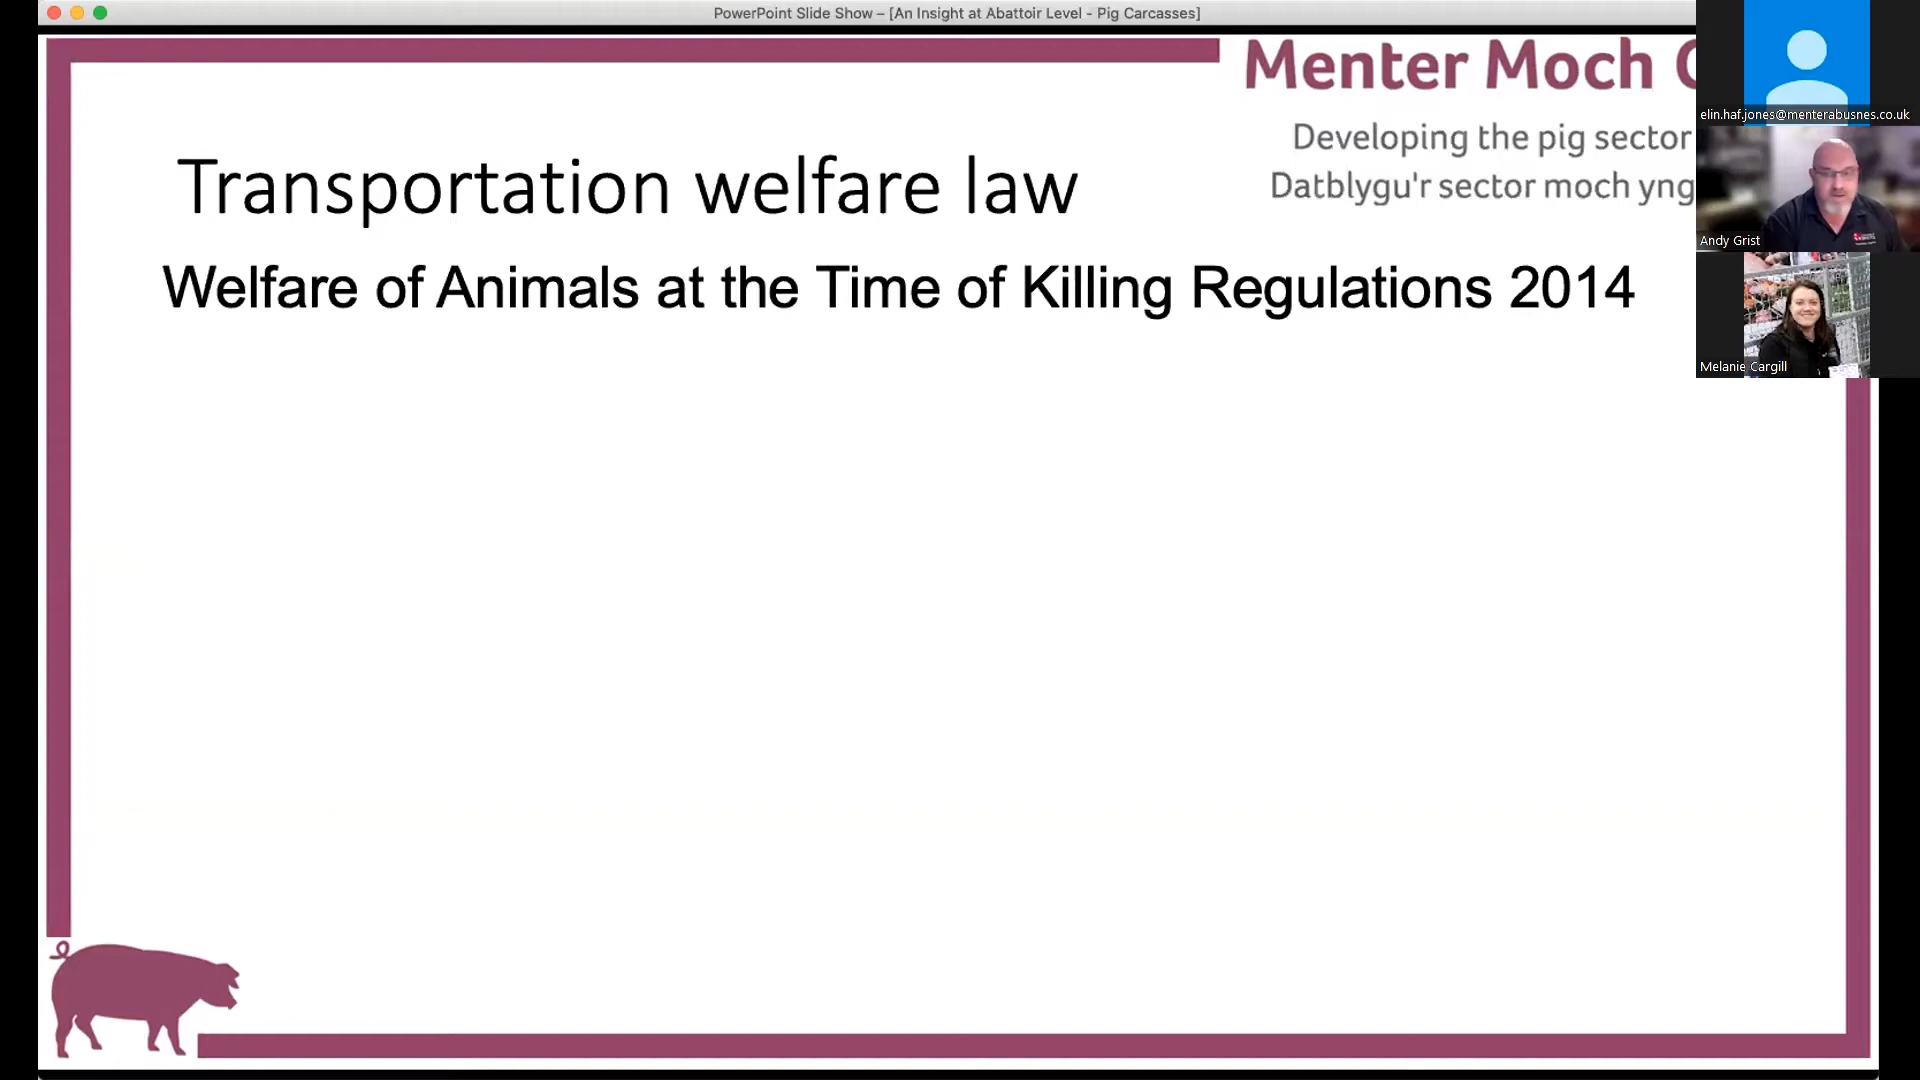 PowerPoint Slide Show – [An Insight at Abattoir Level - Pig Carcasses]
Menter Moch
Developing the pig sector
Datblygu'r sector moch yng
Transportation welfare law
Welfare of Animals at the Time of Killing Regulations 2014
elin.haf.jones@menterabusnes.co.uk
Andy Grist
Melanie Cargill